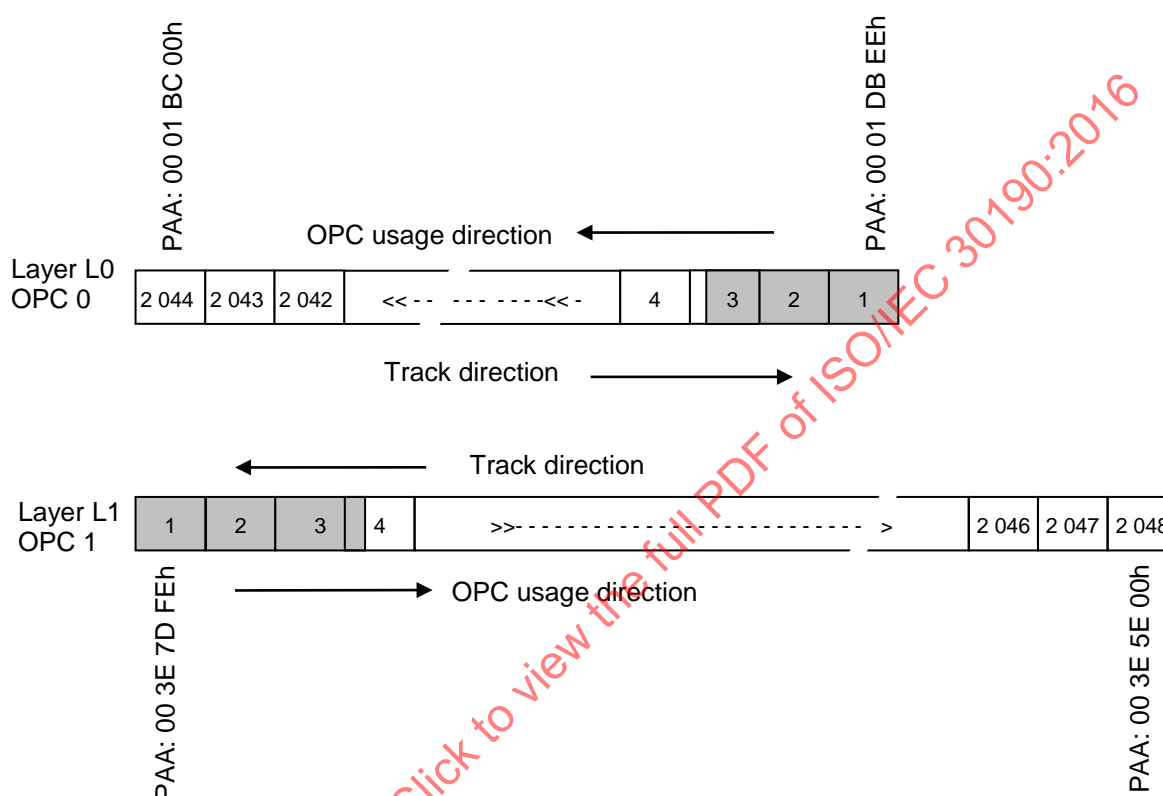 PAA: 00 01 BC 00h
PAA: 00 01 DB EEh
OPC usage direction
Layer L0
OPC 0
2 044 2 043 2 042 << - - --- - - - -<< - 4 3 2 1
Track direction
Track direction
Layer L1
OPC 1
1 2 3 4 >>- - - - - - - - - - - - - - - - - - - - - - - - - > 2 046 2 047 2 048
OPC usage direction
PAA: 00 3E 7D FEh
PAA: 00 3E 5E 00h
Click to view the full PDF of ISO/IEC 30190:2016